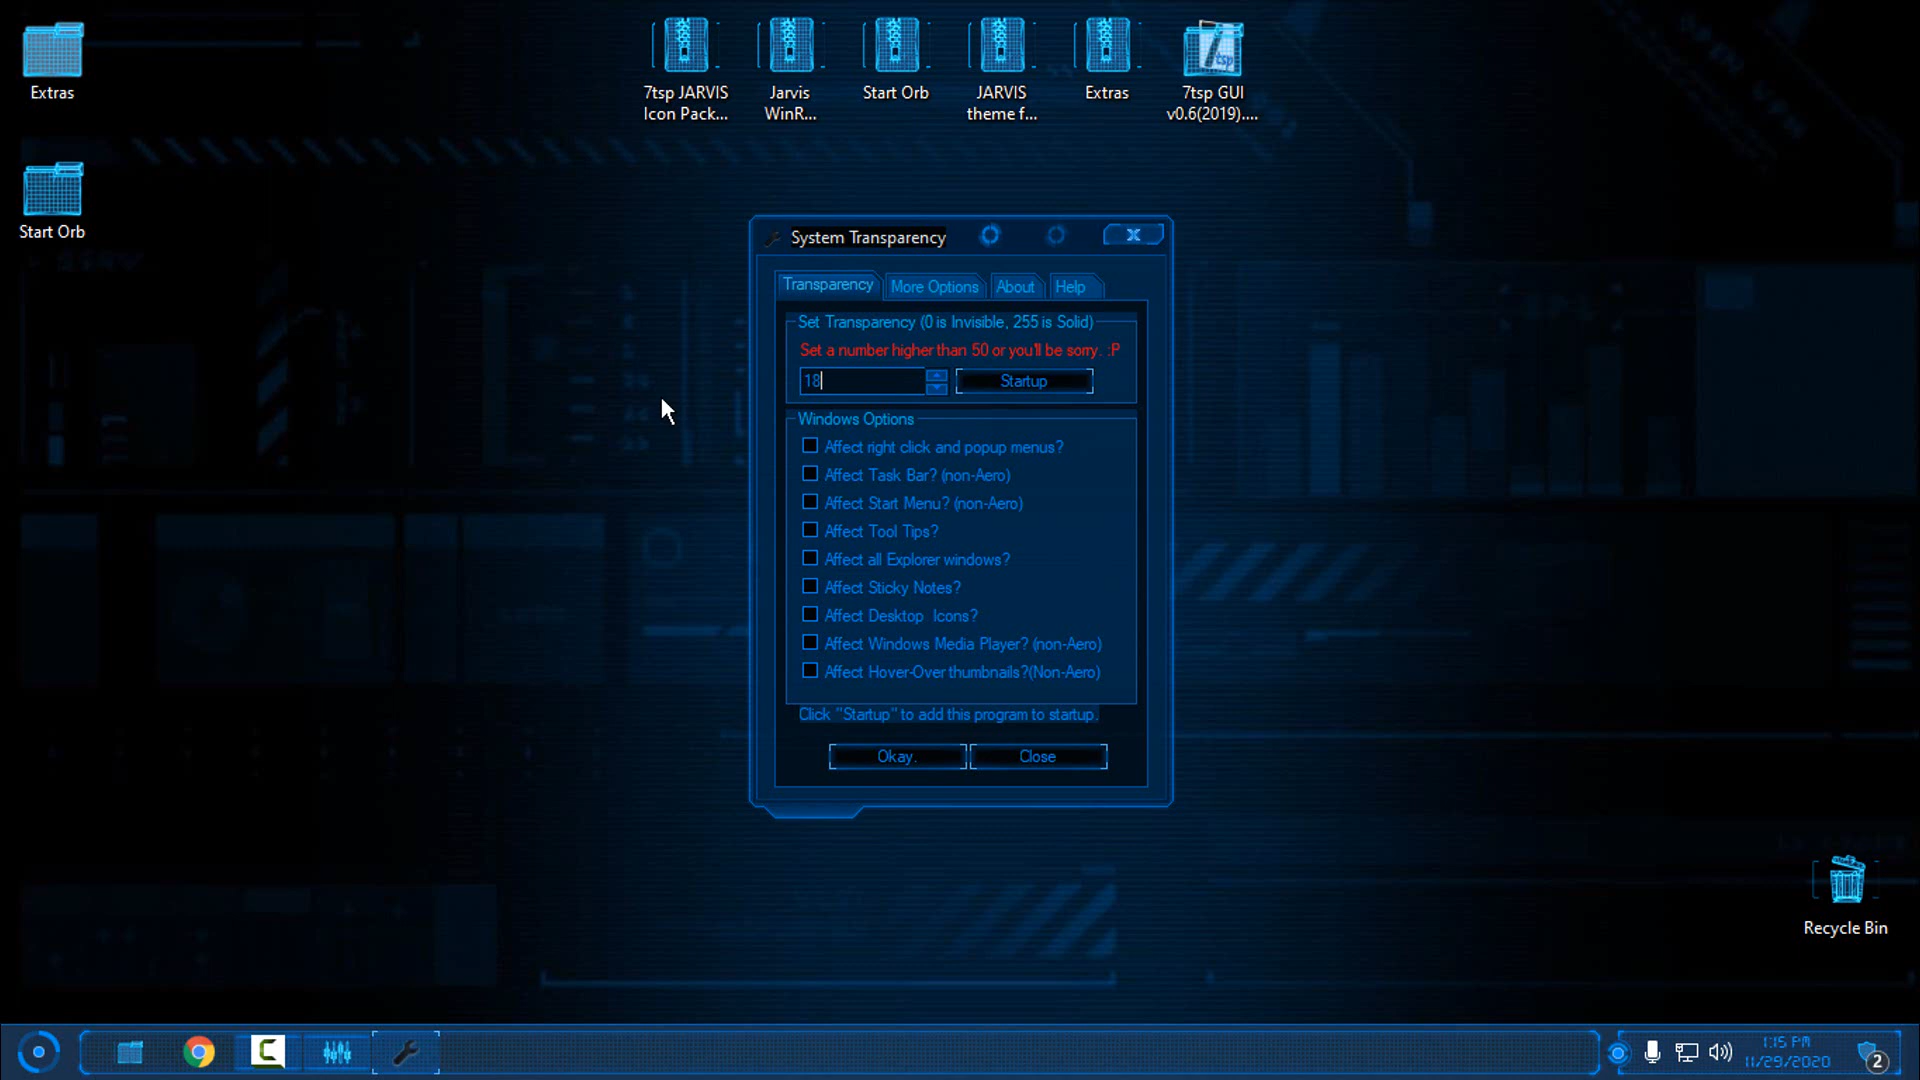 Extras
Start Orb
7tsp JARVIS
Icon Pack...
Jarvis
WinR...
Start Orb
JARVIS
theme f...
Extras
7tsp GUI
v0.6(2019)....
System Transparency
Transparency
More Options
About
Help
Set Transparency (0 is Invisible, 255 is Solid)
Set a number higher than 50 or you'll be sorry. :P
18
Startup
Windows Options
Affect right click and popup menus?
Affect Task Bar? (non-Aero)
Affect Start Menu? (non-Aero)
Affect Tool Tips?
Affect all Explorer windows?
Affect Sticky Notes?
Affect Desktop Icons?
Affect Windows Media Player? (non-Aero)
Affect Hover-Over thumbnails?(Non-Aero)
Click "Startup" to add this program to startup.
Okay.
Close
Recycle Bin
1:15 PM
11/29/2020
2